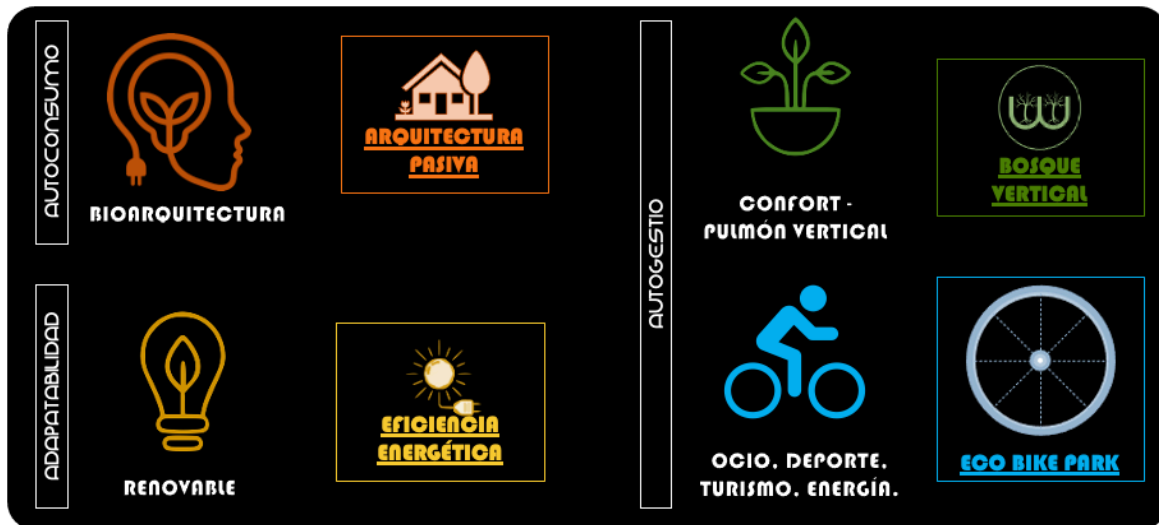 AUTOCONSUMO
BIOARQUITECTURA
ARQUITECTURA
PASIVA
ADAPATABILIDAD
RENOVABLE
EFICIENCIA
ENERGÉTICA
AUTOGESTIO
CONFORT -
PULMÓN VERTICAL
BOSQUE
VERTICAL
OCIO, DEPORTE,
TURISMO, ENERGÍA.
ECO BIKE PARK